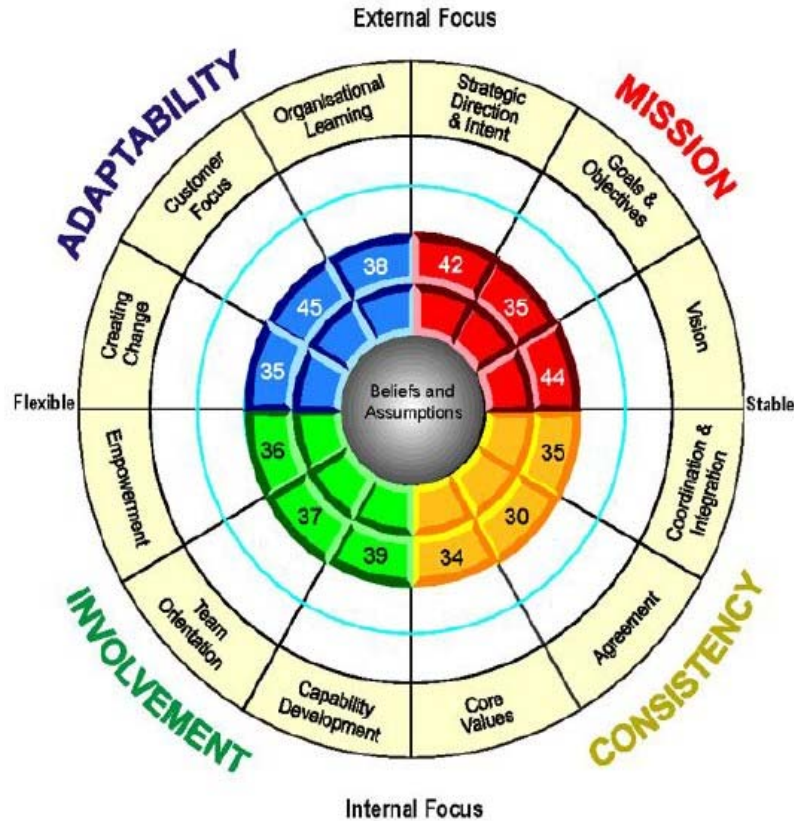 External Focus
ADAPTABILITY
MISSION
Organisational
Learning
Strategic
Direction
& Intent
Customer
Focus
Goals &
Objectives
Creating
Change
Vision
38
42
45
35
35
44
Flexible
Beliefs and
Assumptions
Stable
36
35
37
30
39
34
Empowerment
Coordination &
Integration
Team
Orientation
Agreement
Capability
Development
Core
Values
INVOLVEMENT
CONSISTENCY
Internal Focus